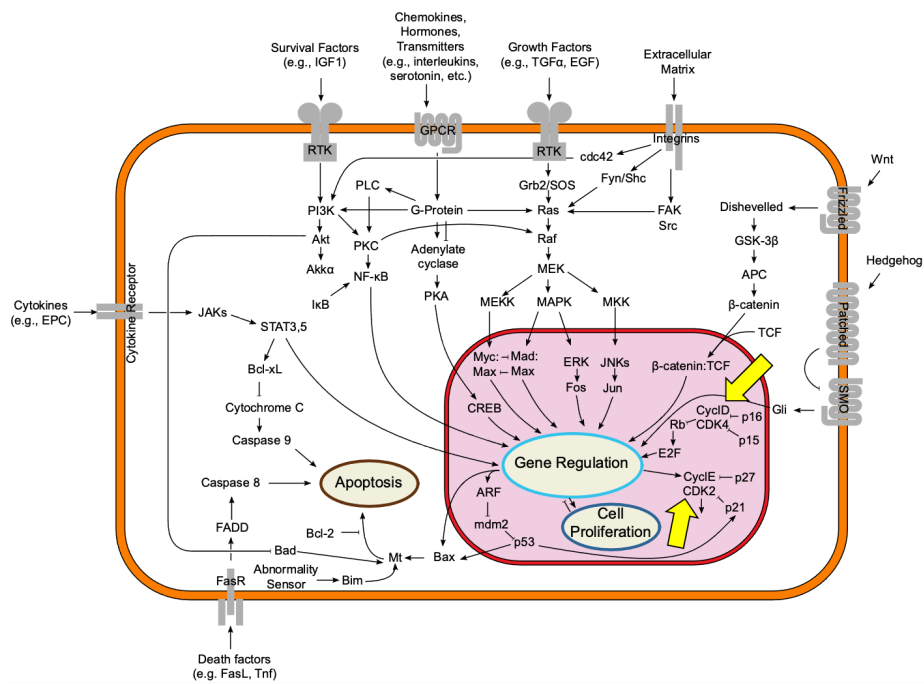 Chemokines,
Hormones,
Transmitters
(e.g., interleukins,
serotonin, etc.)
Survival Factors
(e.g., IGF1)
Growth Factors
(e.g., TGFα, EGF)
Extracellular
Matrix
RTK
GPCR
RTK
Integrins
cdc42
Fyn/Shc
Wnt
Frizzled
PLC
Grb2/SOS
PI3K
G-Protein
Ras
FAK
Src
Dishevelled
Akt
PKC
Adenylate
cyclase
Raf
GSK-3β
Akkα
NF-κB
MEK
APC
Hedgehog
IκB
PKA
MEKK
MAPK
MKK
β-catenin
Patched
Cytokines
(e.g., EPC)
Cytokine Receptor
JAKs
STAT3,5
TCF
Myc:
Max
Mad:
Max
ERK
Fos
JNKs
Jun
β-catenin:TCF
SMO
Bcl-xL
Cytochrome C
Caspase 9
CREB
CyclD
CDK4
Rb
p16
p15
Gli
E2F
Gene Regulation
Caspase 8
Apoptosis
CyclE
CDK2
p27
p21
ARF
mdm2
Cell
Proliferation
p53
FADD
Bcl-2
Bad
Mt
Bax
Abnormality
Sensor
Bim
FasR
Death factors
(e.g. FasL, Tnf)